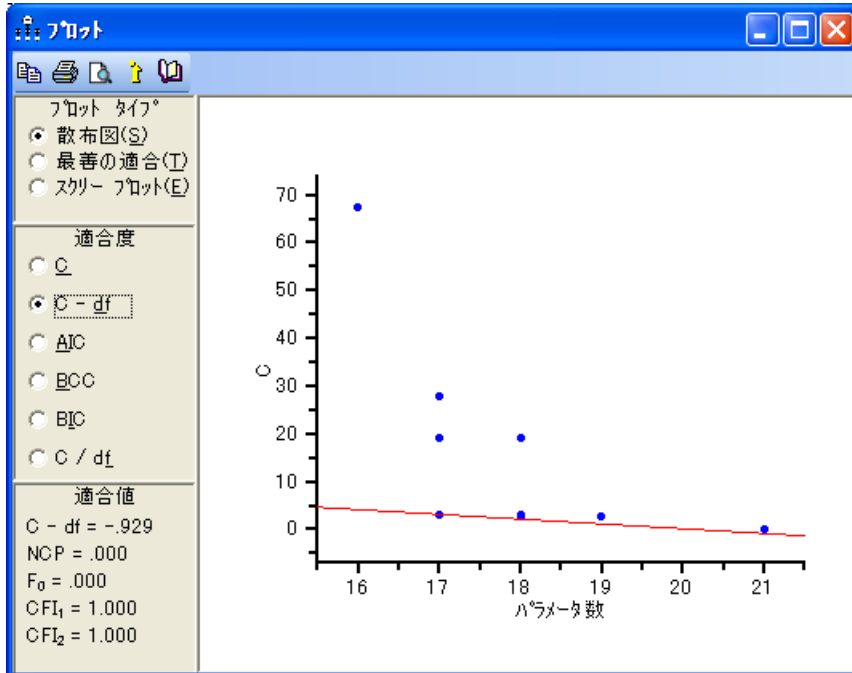 プロット
プロット タイプ
散布図(S)
最善の適合(T)
スクリー プロット(E)
適合度
C
C - df
AIC
BCC
BIC
C / df
適合値
C - df = -.929
NCP = .000
F₀ = .000
CFI₁ = 1.000
CFI₂ = 1.000
C
70
60
50
40
30
20
10
0
16 17 18 19 20 21
パラメータ数